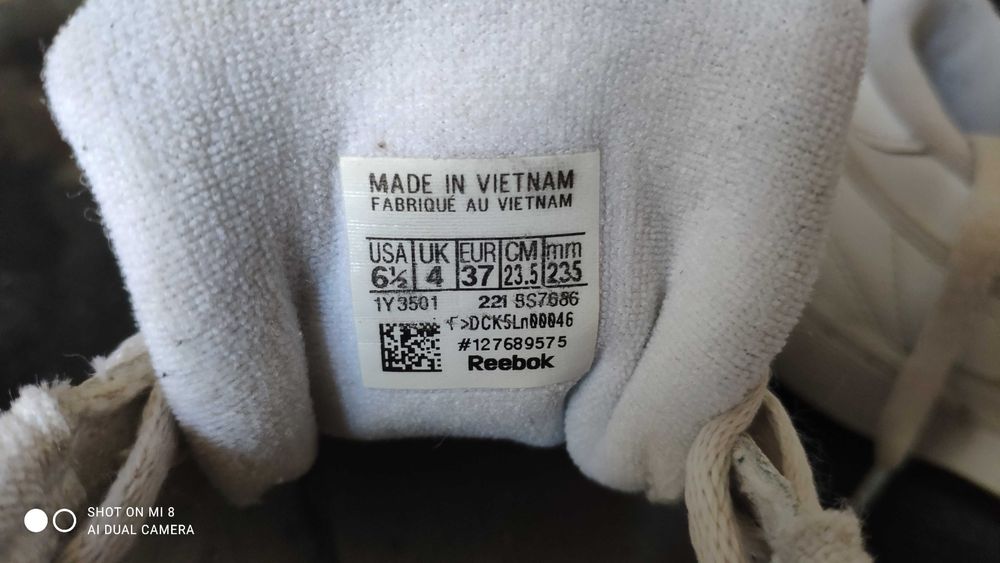 MADE IN VIETNAM
FABRIQUÉ AU VIETNAM
USA UK EUR CM mm
6½ 4 37 23.5 235
1Y3501 221 BS7686
DCK5Ln00046
#127689575
Reebok
SHOT ON MI 8
AI DUAL CAMERA